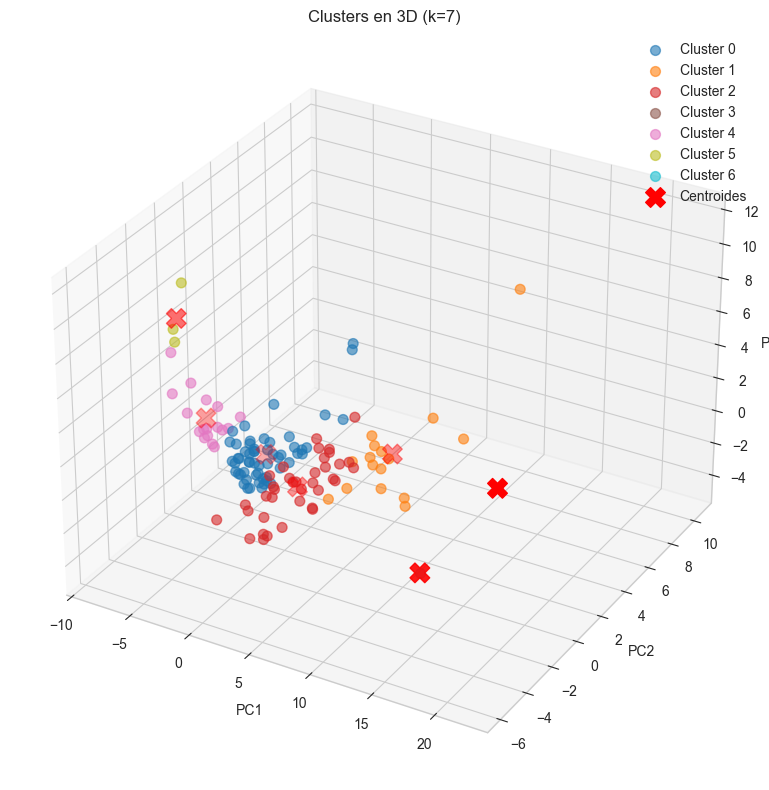 Clusters en 3D (k=7)
Cluster 0
Cluster 1
Cluster 2
Cluster 3
Cluster 4
Cluster 5
Cluster 6
Centroides
12
10
8
6
4
2
0
−2
−4
P
10
8
6
4
2
0
−2
−4
−6
PC2
−10
−5
0
5
10
15
20
PC1